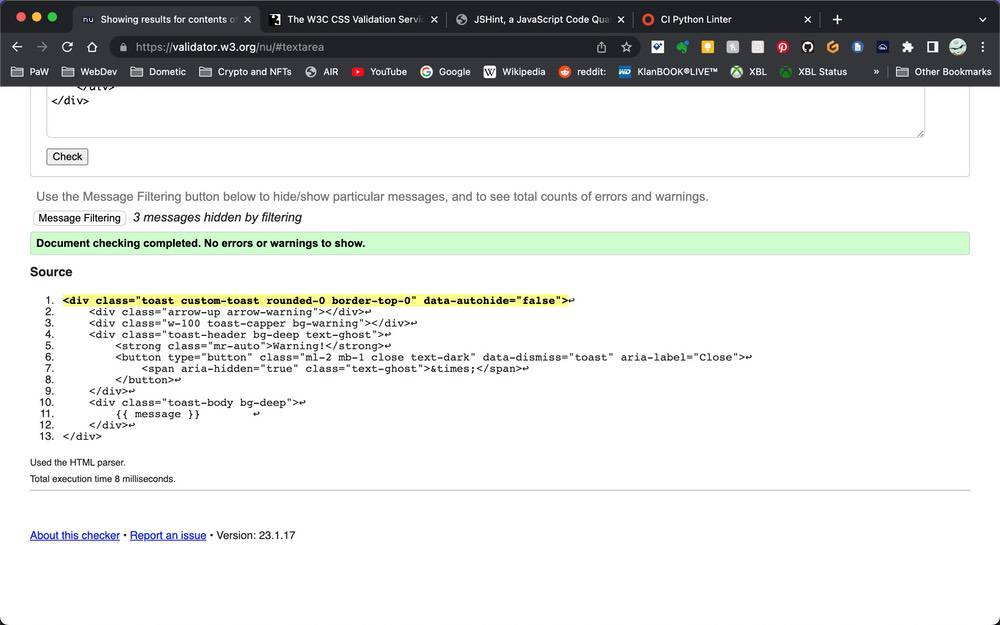 Showing results for contents of
The W3C CSS Validation Servic
JSHint, a JavaScript Code Qua
CI Python Linter
https://validator.w3.org/nu/#textarea
PaW WebDev Dometic Crypto and NFTs AIR YouTube Google Wikipedia reddit: KlanBOOK®LIVE™ XBL XBL Status » Other Bookmarks
</div>
</div>
Check
Use the Message Filtering button below to hide/show particular messages, and to see total counts of errors and warnings.
Message Filtering 3 messages hidden by filtering
Document checking completed. No errors or warnings to show.
Source
1. <div class="toast custom-toast rounded-0 border-top-0" data-autohide="false">↩
2. <div class="arrow-up arrow-warning"></div>↩
3. <div class="w-100 toast-capper bg-warning"></div>↩
4. <div class="toast-header bg-deep text-ghost">↩
5. <strong class="mr-auto">Warning!</strong>↩
6. <button type="button" class="ml-2 mb-1 close text-dark" data-dismiss="toast" aria-label="Close">↩
7. <span aria-hidden="true" class="text-ghost">&times;</span>↩
8. </button>↩
9. </div>↩
10. <div class="toast-body bg-deep">↩
11. {{ message }} ↩
12. </div>↩
13. </div>
Used the HTML parser.
Total execution time 8 milliseconds.
About this checker • Report an issue • Version: 23.1.17